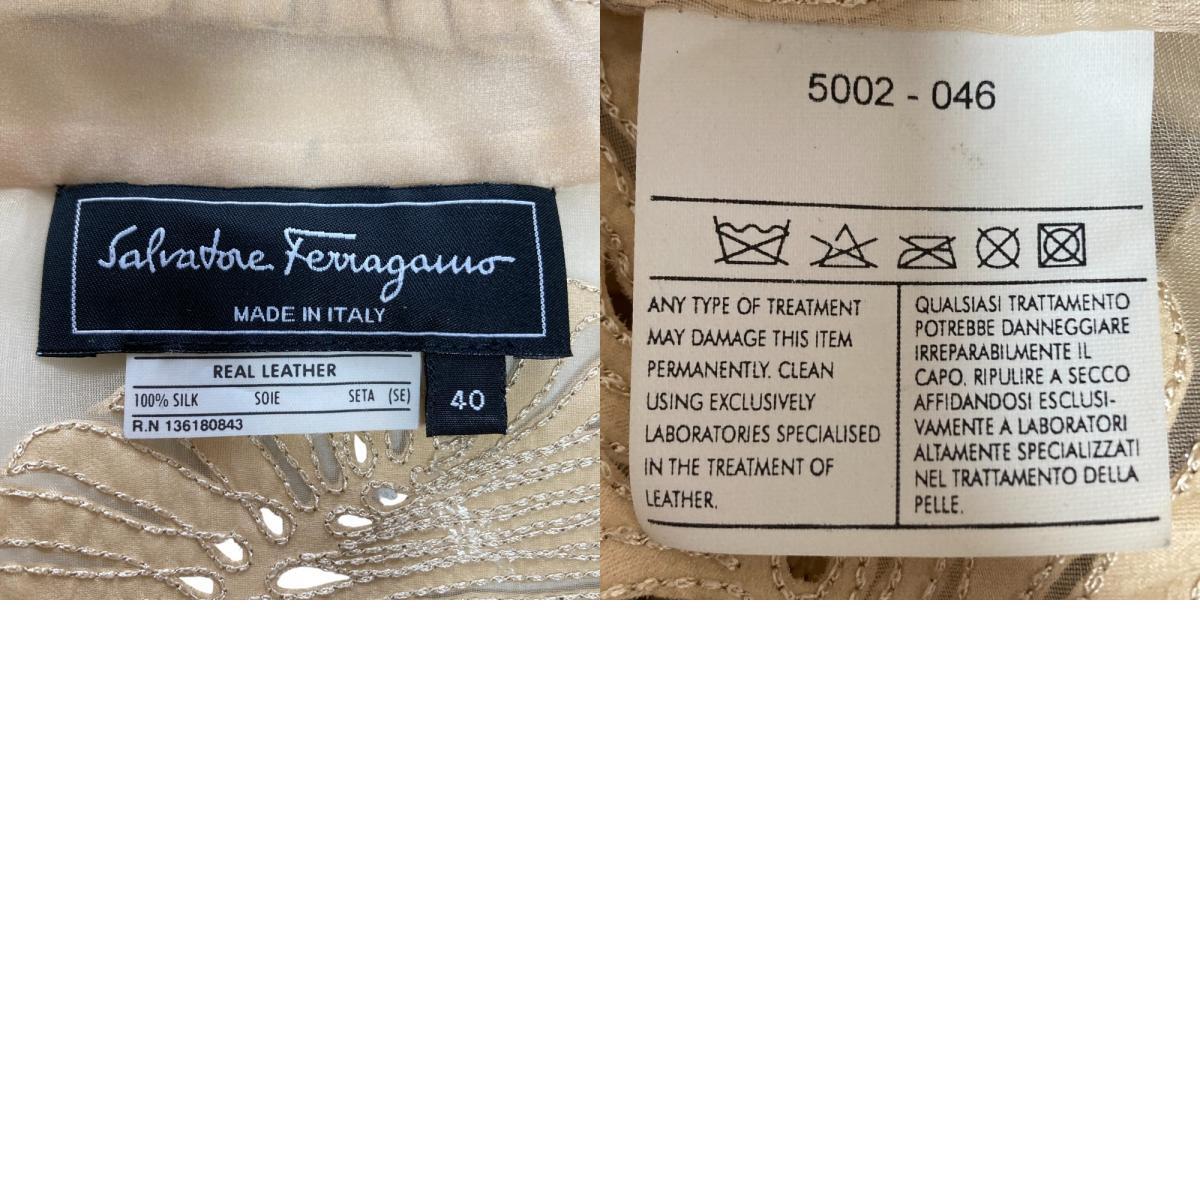 Salvatore Ferragamo
MADE IN ITALY
REAL LEATHER
100% SILK SOIE SETA (SE)
R.N 136180843
40
5002 - 046
ANY TYPE OF TREATMENT
MAY DAMAGE THIS ITEM
PERMANENTLY. CLEAN
USING EXCLUSIVELY
LABORATORIES SPECIALISED
IN THE TREATMENT OF
LEATHER.
QUALSIASI TRATTAMENTO
POTREBBE DANNEGGIARE
IRREPARABILMENTE IL
CAPO. RIPULIRE A SECCO
AFFIDANDOSI ESCLUSI-
VAMENTE A LABORATORI
ALTAMENTE SPECIALIZZATI
NEL TRATTAMENTO DELLA
PELLE.